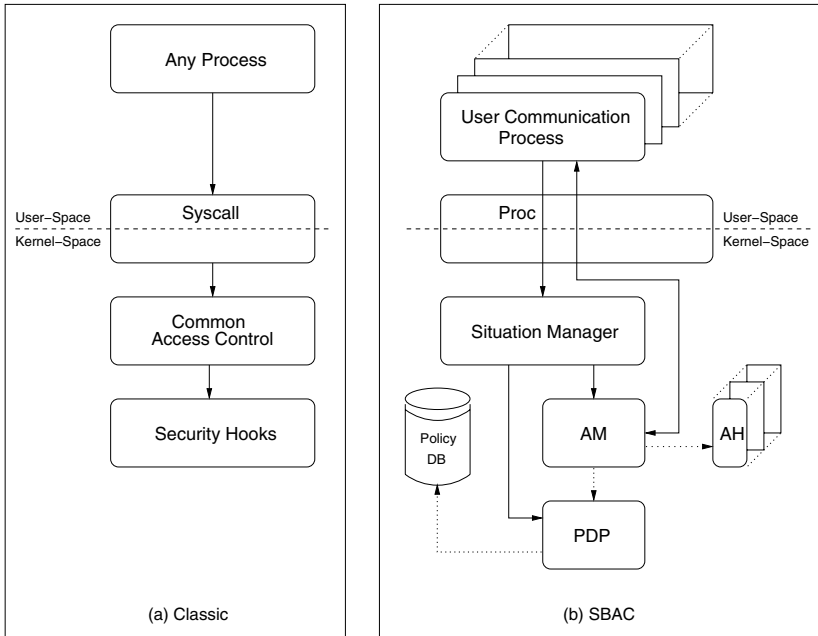 Any Process
Syscall
User-Space
Kernel-Space
Common
Access Control
Security Hooks
(a) Classic
User Communication
Process
Proc
User-Space
Kernel-Space
Situation Manager
Policy
DB
AM
AH
PDP
(b) SBAC